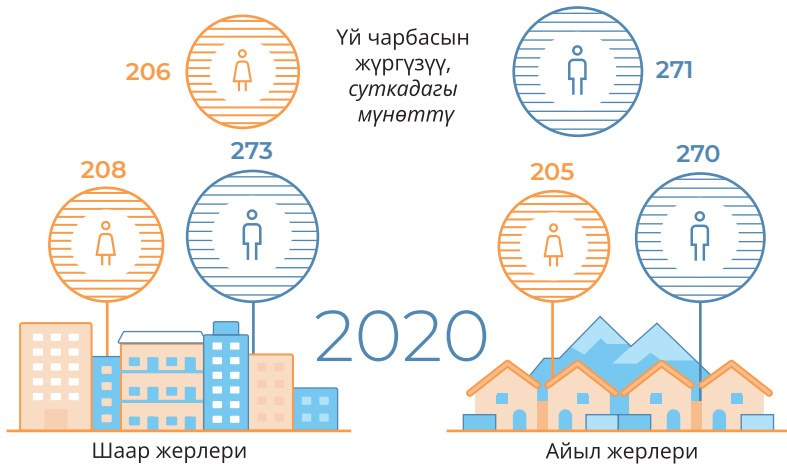 Үй чарбасын
жүргүзүү,
суткадагы
мүнөттү
206
271
208
273
205
270
2020
Шаар жерлери
Айыл жерлери